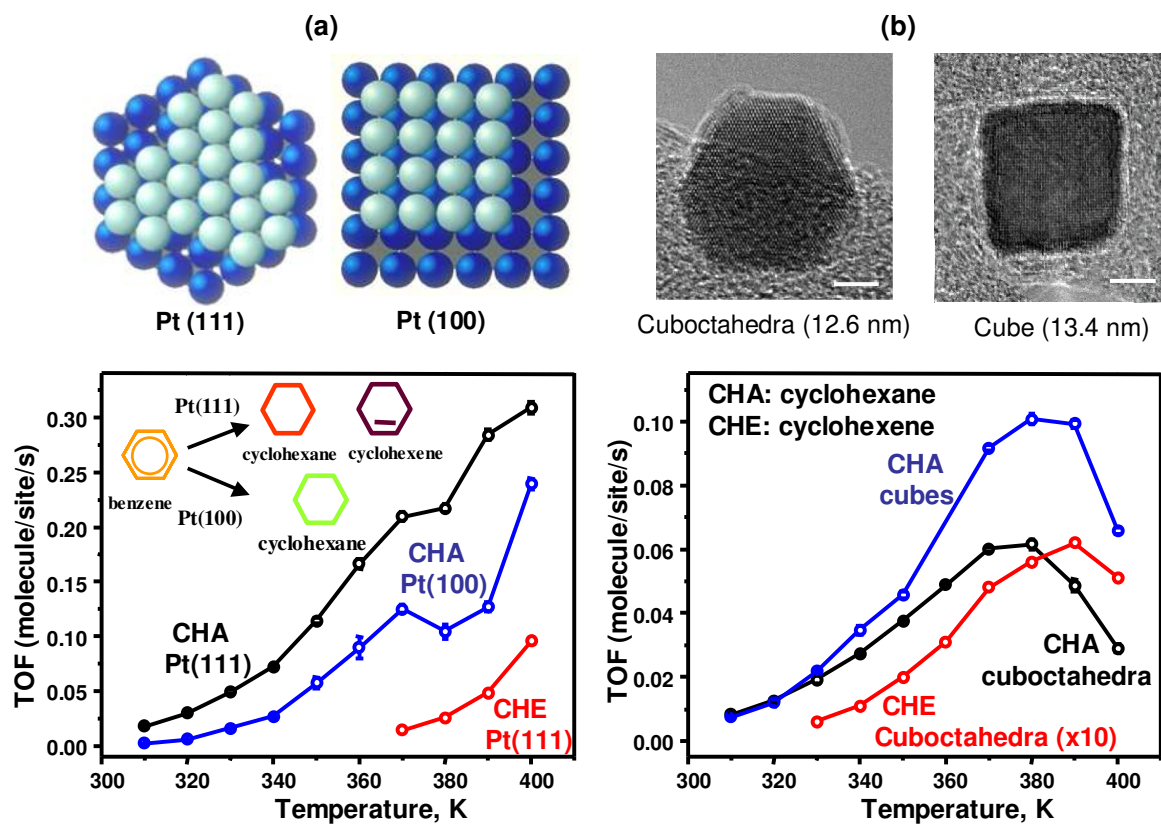 (a)
(b)
Pt (111)
Pt (100)
Cuboctahedra (12.6 nm)
Cube (13.4 nm)
TOF (molecule/site/s)
0.30
0.25
0.20
0.15
0.10
0.05
0.00
300
320
340
360
380
400
Temperature, K
benzene
Pt(111)
Pt(100)
cyclohexane
cyclohexene
cyclohexane
CHA
Pt(111)
CHA
Pt(100)
CHE
Pt(111)
TOF (molecule/site/s)
0.10
0.08
0.06
0.04
0.02
0.00
300
320
340
360
380
400
Temperature, K
CHA: cyclohexane
CHE: cyclohexene
CHA
cubes
CHA
cuboctahedra
CHE
Cuboctahedra (x10)